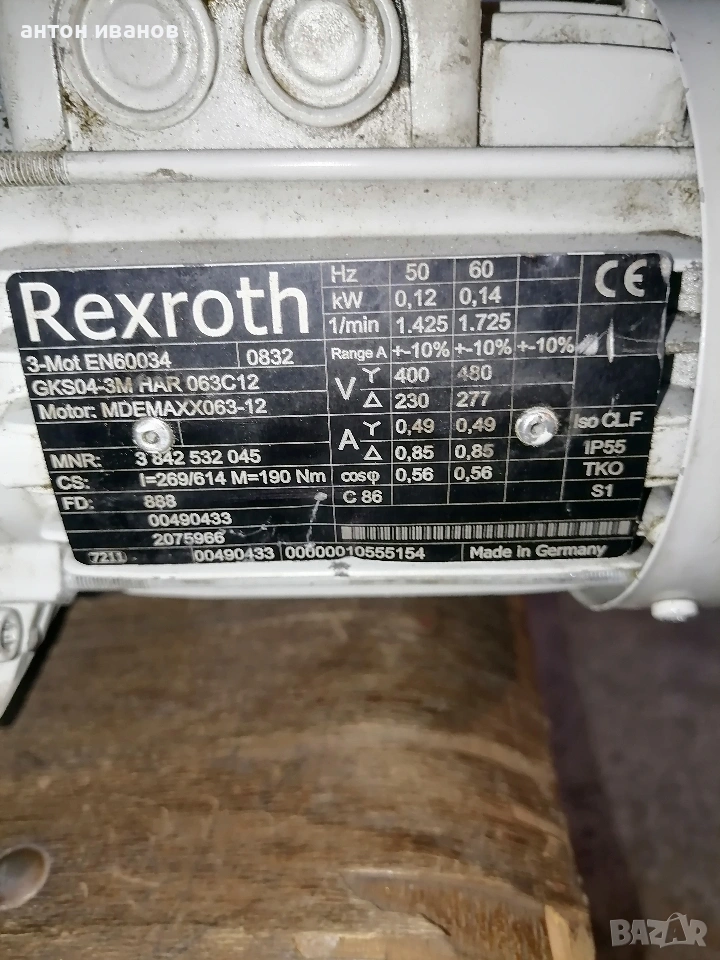 антон иванов
Rexroth
3-Mot EN60034 0832
GKS04-3M HAR 063C12
Motor: MDEMAXX063-12
MNR: 3 842 532 045
CS: I=269/614 M=190 Nm
FD: 888
00490433
2075966
7211 00490433 00000010555154 Made in Germany
Hz 50 60 CE
kW 0,12 0,14
1/min 1.425 1.725
Range A +-10% +-10% +-10%
V Y 400 480
Δ 230 277
A Y 0,49 0,49 Iso CL.F
Δ 0,85 0,85 IP55
cosφ 0,56 0,56 TKO
C 86 S1
BAZAR